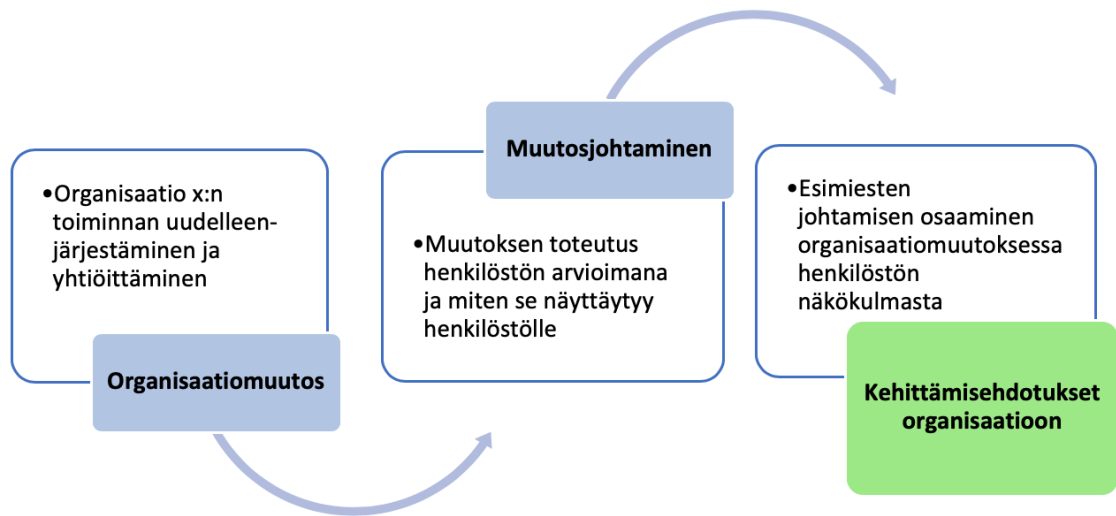 •Organisaatio x:n
toiminnan uudelleen-
järjestäminen ja
yhtiöittäminen
Organisaatiomuutos
Muutosjohtaminen
•Muutoksen toteutus
henkilöstön arvioimana
ja miten se näyttäytyy
henkilöstölle
•Esimiesten
johtamisen osaaminen
organisaatiomuutoksessa
henkilöstön
näkökulmasta
Kehittämisehdotukset
organisaatioon